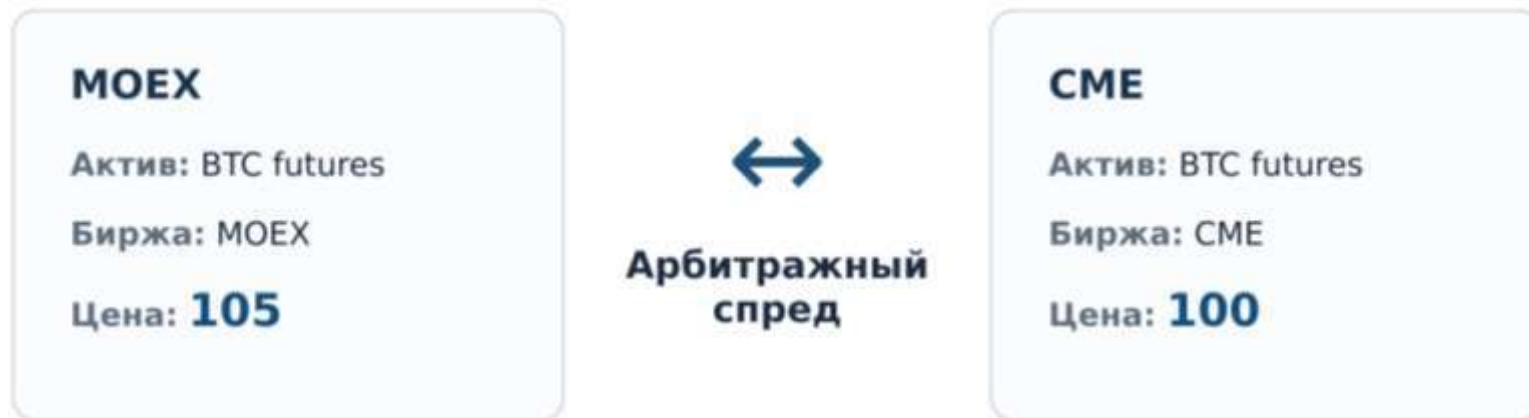 MOEX
Актив: BTC futures
Биржа: MOEX
Цена: 105
Арбитражный
спред
CME
Актив: BTC futures
Биржа: CME
Цена: 100